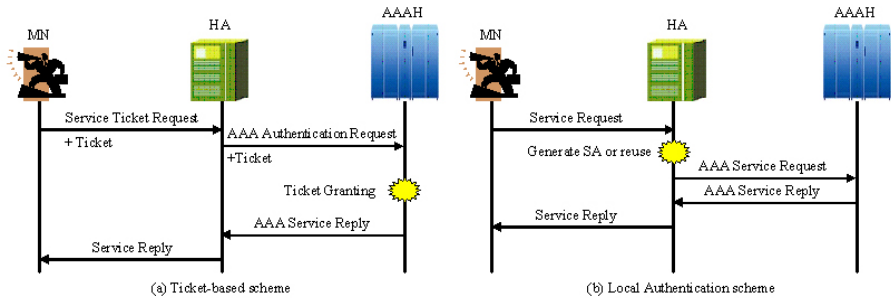 MN
HA
AAAH
Service Ticket Request
+ Ticket
AAA Authentication Request
+Ticket
Ticket Granting
AAA Service Reply
Service Reply
(a) Ticket-based scheme
MN
HA
AAAH
Service Request
Generate SA or reuse
AAA Service Request
AAA Service Reply
Service Reply
(b) Local Authentication scheme